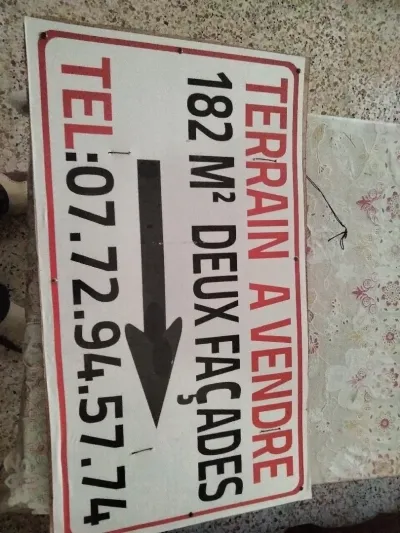 TERRAIN A VENDRE
182 M² DEUX FAÇADES
TEL:07.72.94.57.74